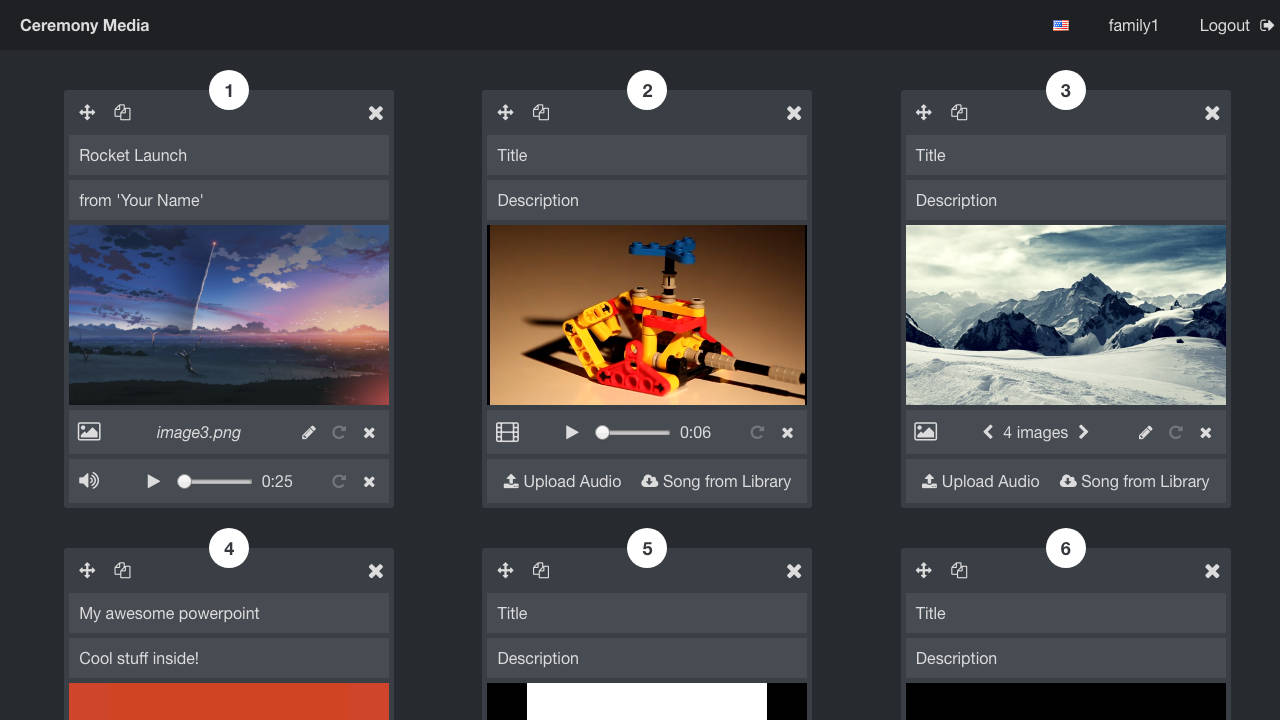 Ceremony Media
family1
Logout
1
2
3
Rocket Launch
Title
Title
from 'Your Name'
Description
Description
image3.png
0:06
4 images
0:25
Upload Audio
Song from Library
Upload Audio
Song from Library
4
5
6
My awesome powerpoint
Title
Title
Cool stuff inside!
Description
Description